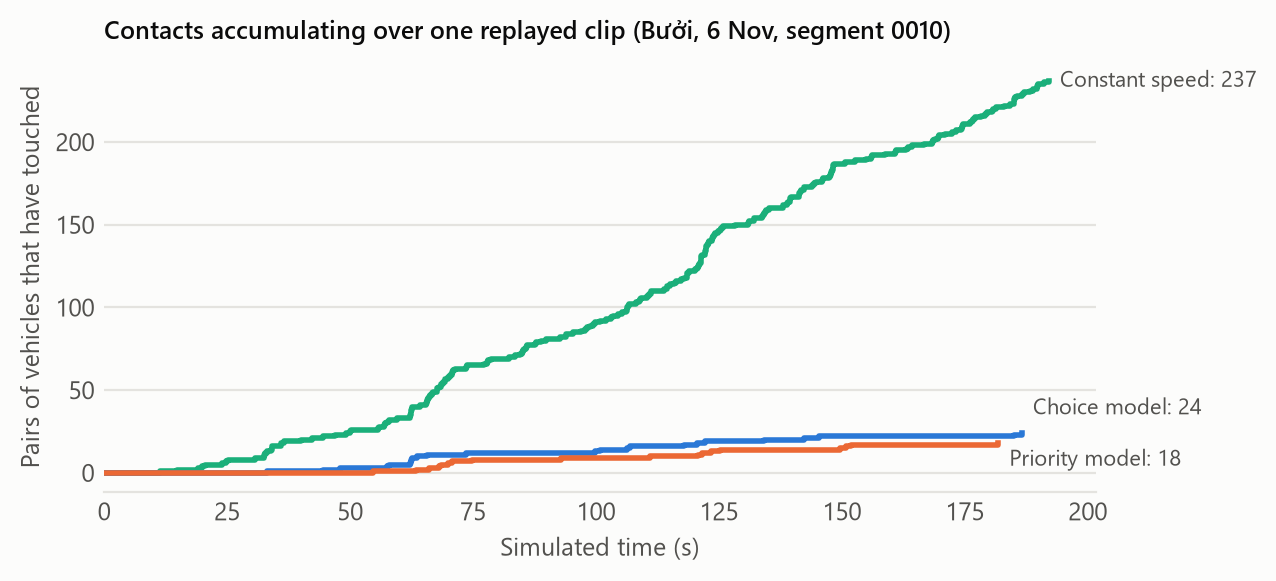 Contacts accumulating over one replayed clip (Bưởi, 6 Nov, segment 0010)
Pairs of vehicles that have touched
200
150
100
50
0
Constant speed: 237
Choice model: 24
Priority model: 18
0 25 50 75 100 125 150 175 200
Simulated time (s)